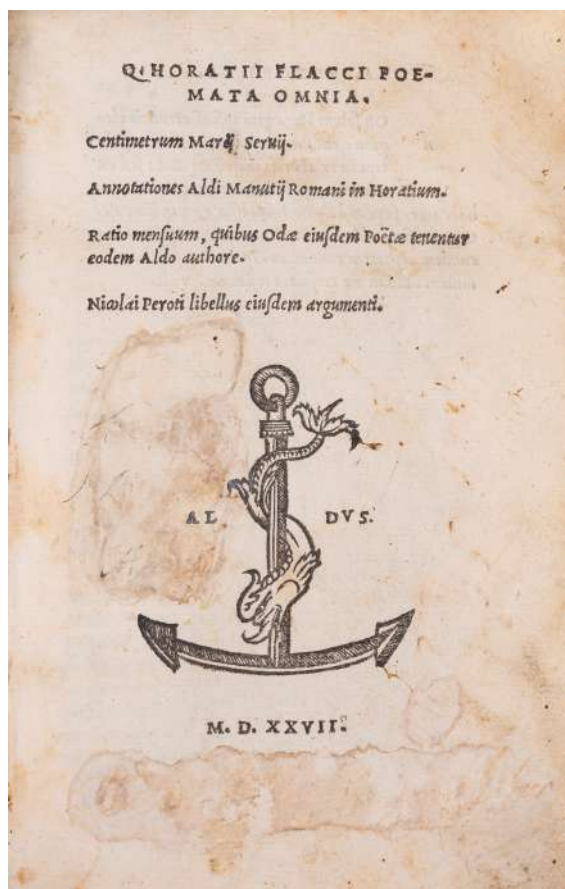 Q. HORATII FLACCI POE-
MATA OMNIA.
Centimetrum Marij Seruij.
Annotationes Aldi Manutij Romani in Horatium.
Ratio mensuum, quibus Odæ eiusdem Poëtæ tenentur
eodem Aldo authore.
Nicolai Peroti libellus eiusdem argumenti.
AL DVS.
M. D. XXVII.